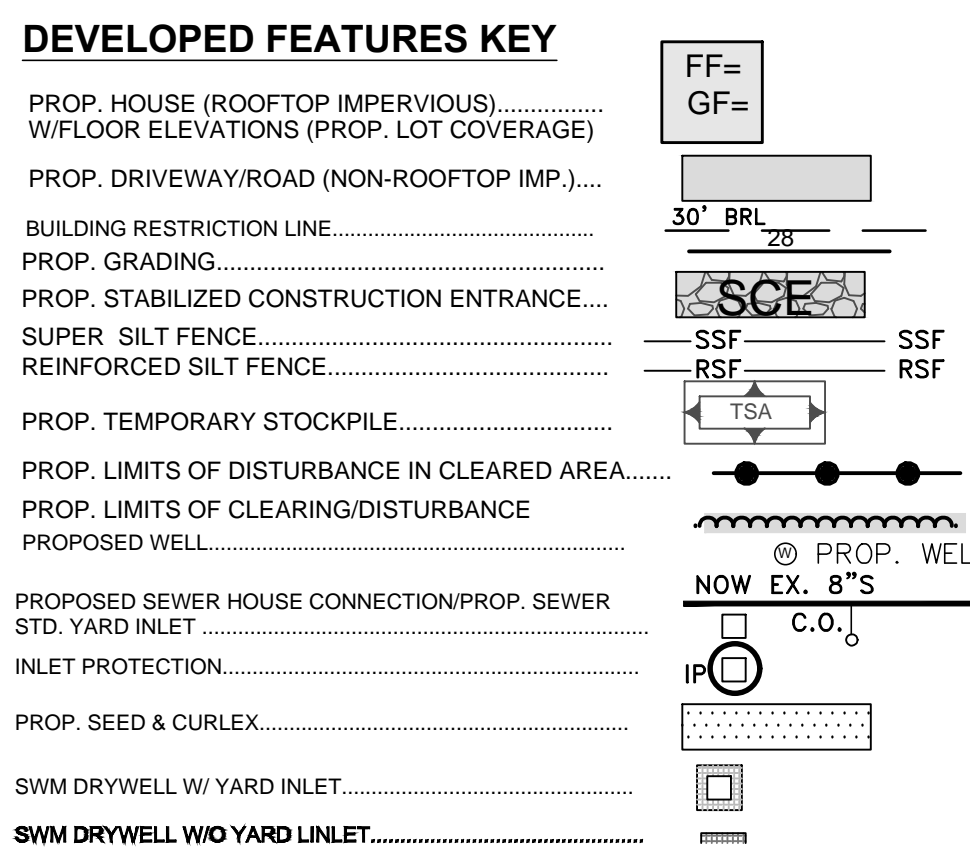 DEVELOPED FEATURES KEY
FF=
GF=
PROP. HOUSE (ROOFTOP IMPERVIOUS)................
W/FLOOR ELEVATIONS (PROP. LOT COVERAGE)
PROP. DRIVEWAY/ROAD (NON-ROOFTOP IMP.)....
BUILDING RESTRICTION LINE............................................
30' BRL
28
PROP. GRADING....................................................
PROP. STABILIZED CONSTRUCTION ENTRANCE....
SCE
SUPER SILT FENCE................................................
SSF SSF
REINFORCED SILT FENCE......................................
RSF RSF
PROP. TEMPORARY STOCKPILE.............................
TSA
PROP. LIMITS OF DISTURBANCE IN CLEARED AREA.......
PROP. LIMITS OF CLEARING/DISTURBANCE
PROPOSED WELL......................................................................
W PROP. WEL
NOW EX. 8"S
PROPOSED SEWER HOUSE CONNECTION/PROP. SEWER
C.O.
STD. YARD INLET .........................................................................
INLET PROTECTION....................................................................
IP
PROP. SEED & CURLEX.............................................................
SWM DRYWELL W/ YARD INLET................................................
SWM DRYWELL W/O YARD LINLET.............................................